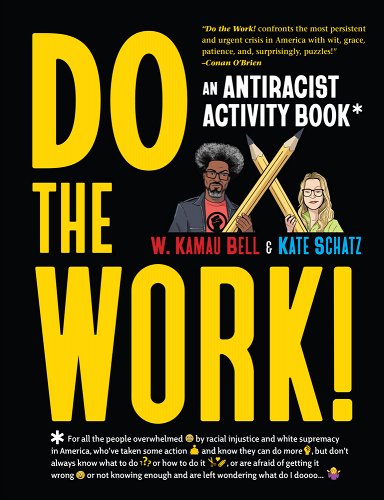 "Do the Work! confronts the most persistent
and urgent crisis in America with wit, grace,
patience, and, surprisingly, puzzles!"
–Conan O'Brien
DO
THE
WORK!
AN ANTIRACIST
ACTIVITY BOOK*
W. KAMAU BELL & KATE SCHATZ
* For all the people overwhelmed by racial injustice and white supremacy
in America, who've taken some action and know they can do more, but don't
always know what to do ??? or how to do it, or are afraid of getting it
wrong or not knowing enough and are left wondering what do I doooo...